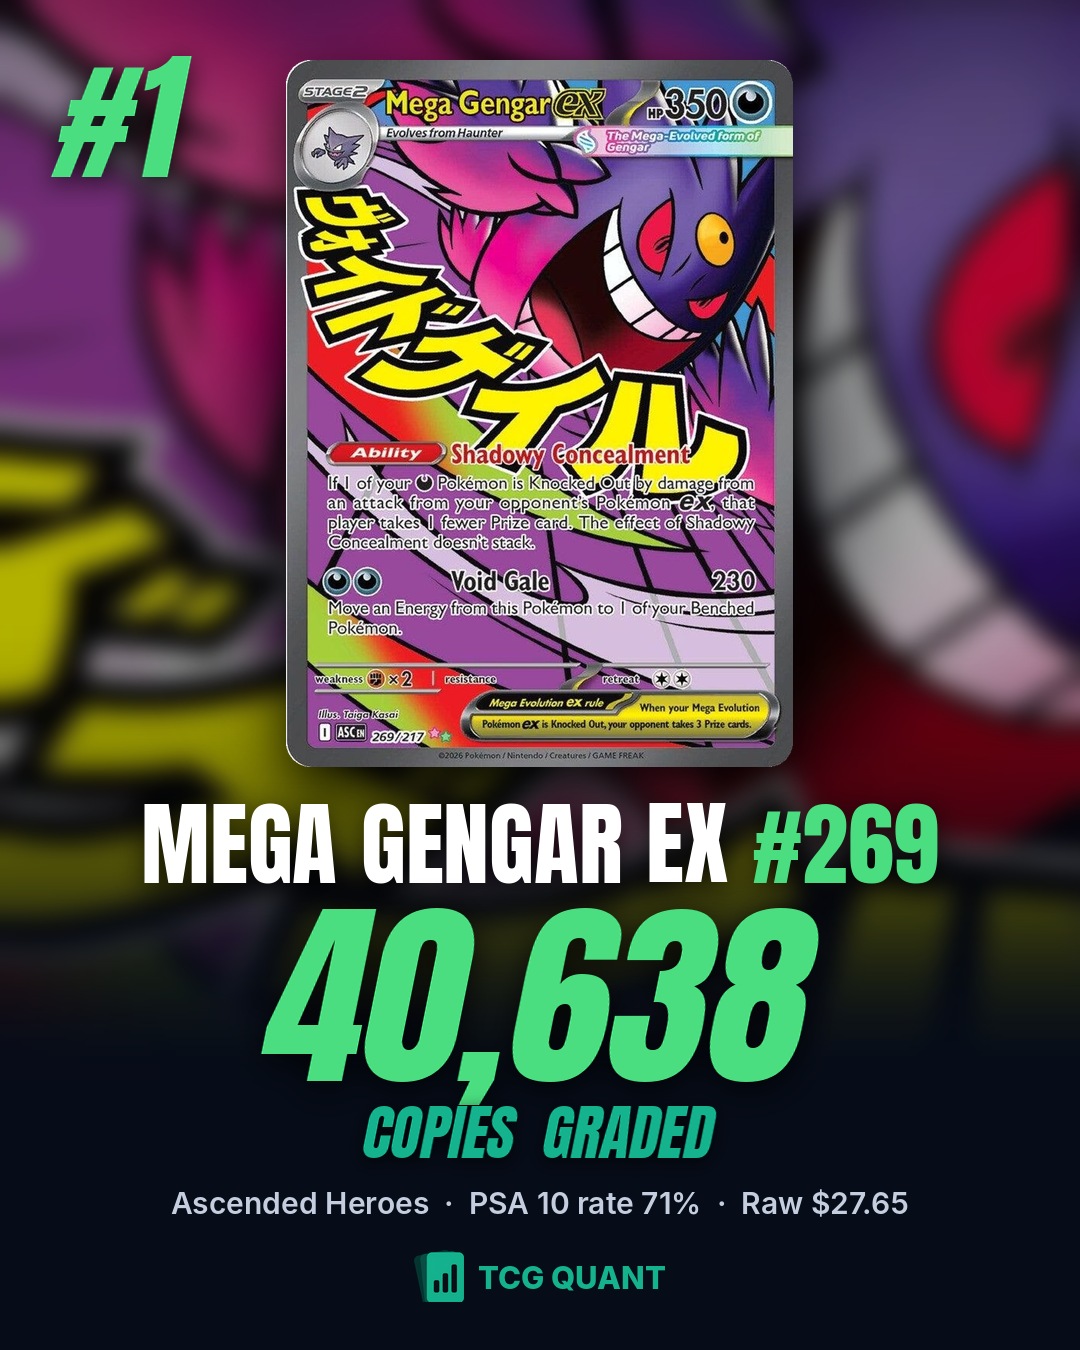 #1
STAGE2
Mega Gengar ex HP 350
Evolves from Haunter
The Mega-Evolved form of
Gengar
ヴォイドゲイル
Ability Shadowy Concealment
If 1 of your Pokémon is Knocked Out by damage from
an attack from your opponent's Pokémon ex, that
player takes 1 fewer Prize card. The effect of Shadowy
Concealment doesn't stack.
Void Gale 230
Move an Energy from this Pokémon to 1 of your Benched
Pokémon.
weakness ×2 resistance retreat
Mega Evolution ex rule When your Mega Evolution
Pokémon ex is Knocked Out, your opponent takes 3 Prize cards.
Illus. Taiga Kasai
I ASC EN 269/217
©2026 Pokémon / Nintendo / Creatures / GAME FREAK
MEGA GENGAR EX #269
40,638
COPIES GRADED
Ascended Heroes · PSA 10 rate 71% · Raw $27.65
TCG QUANT